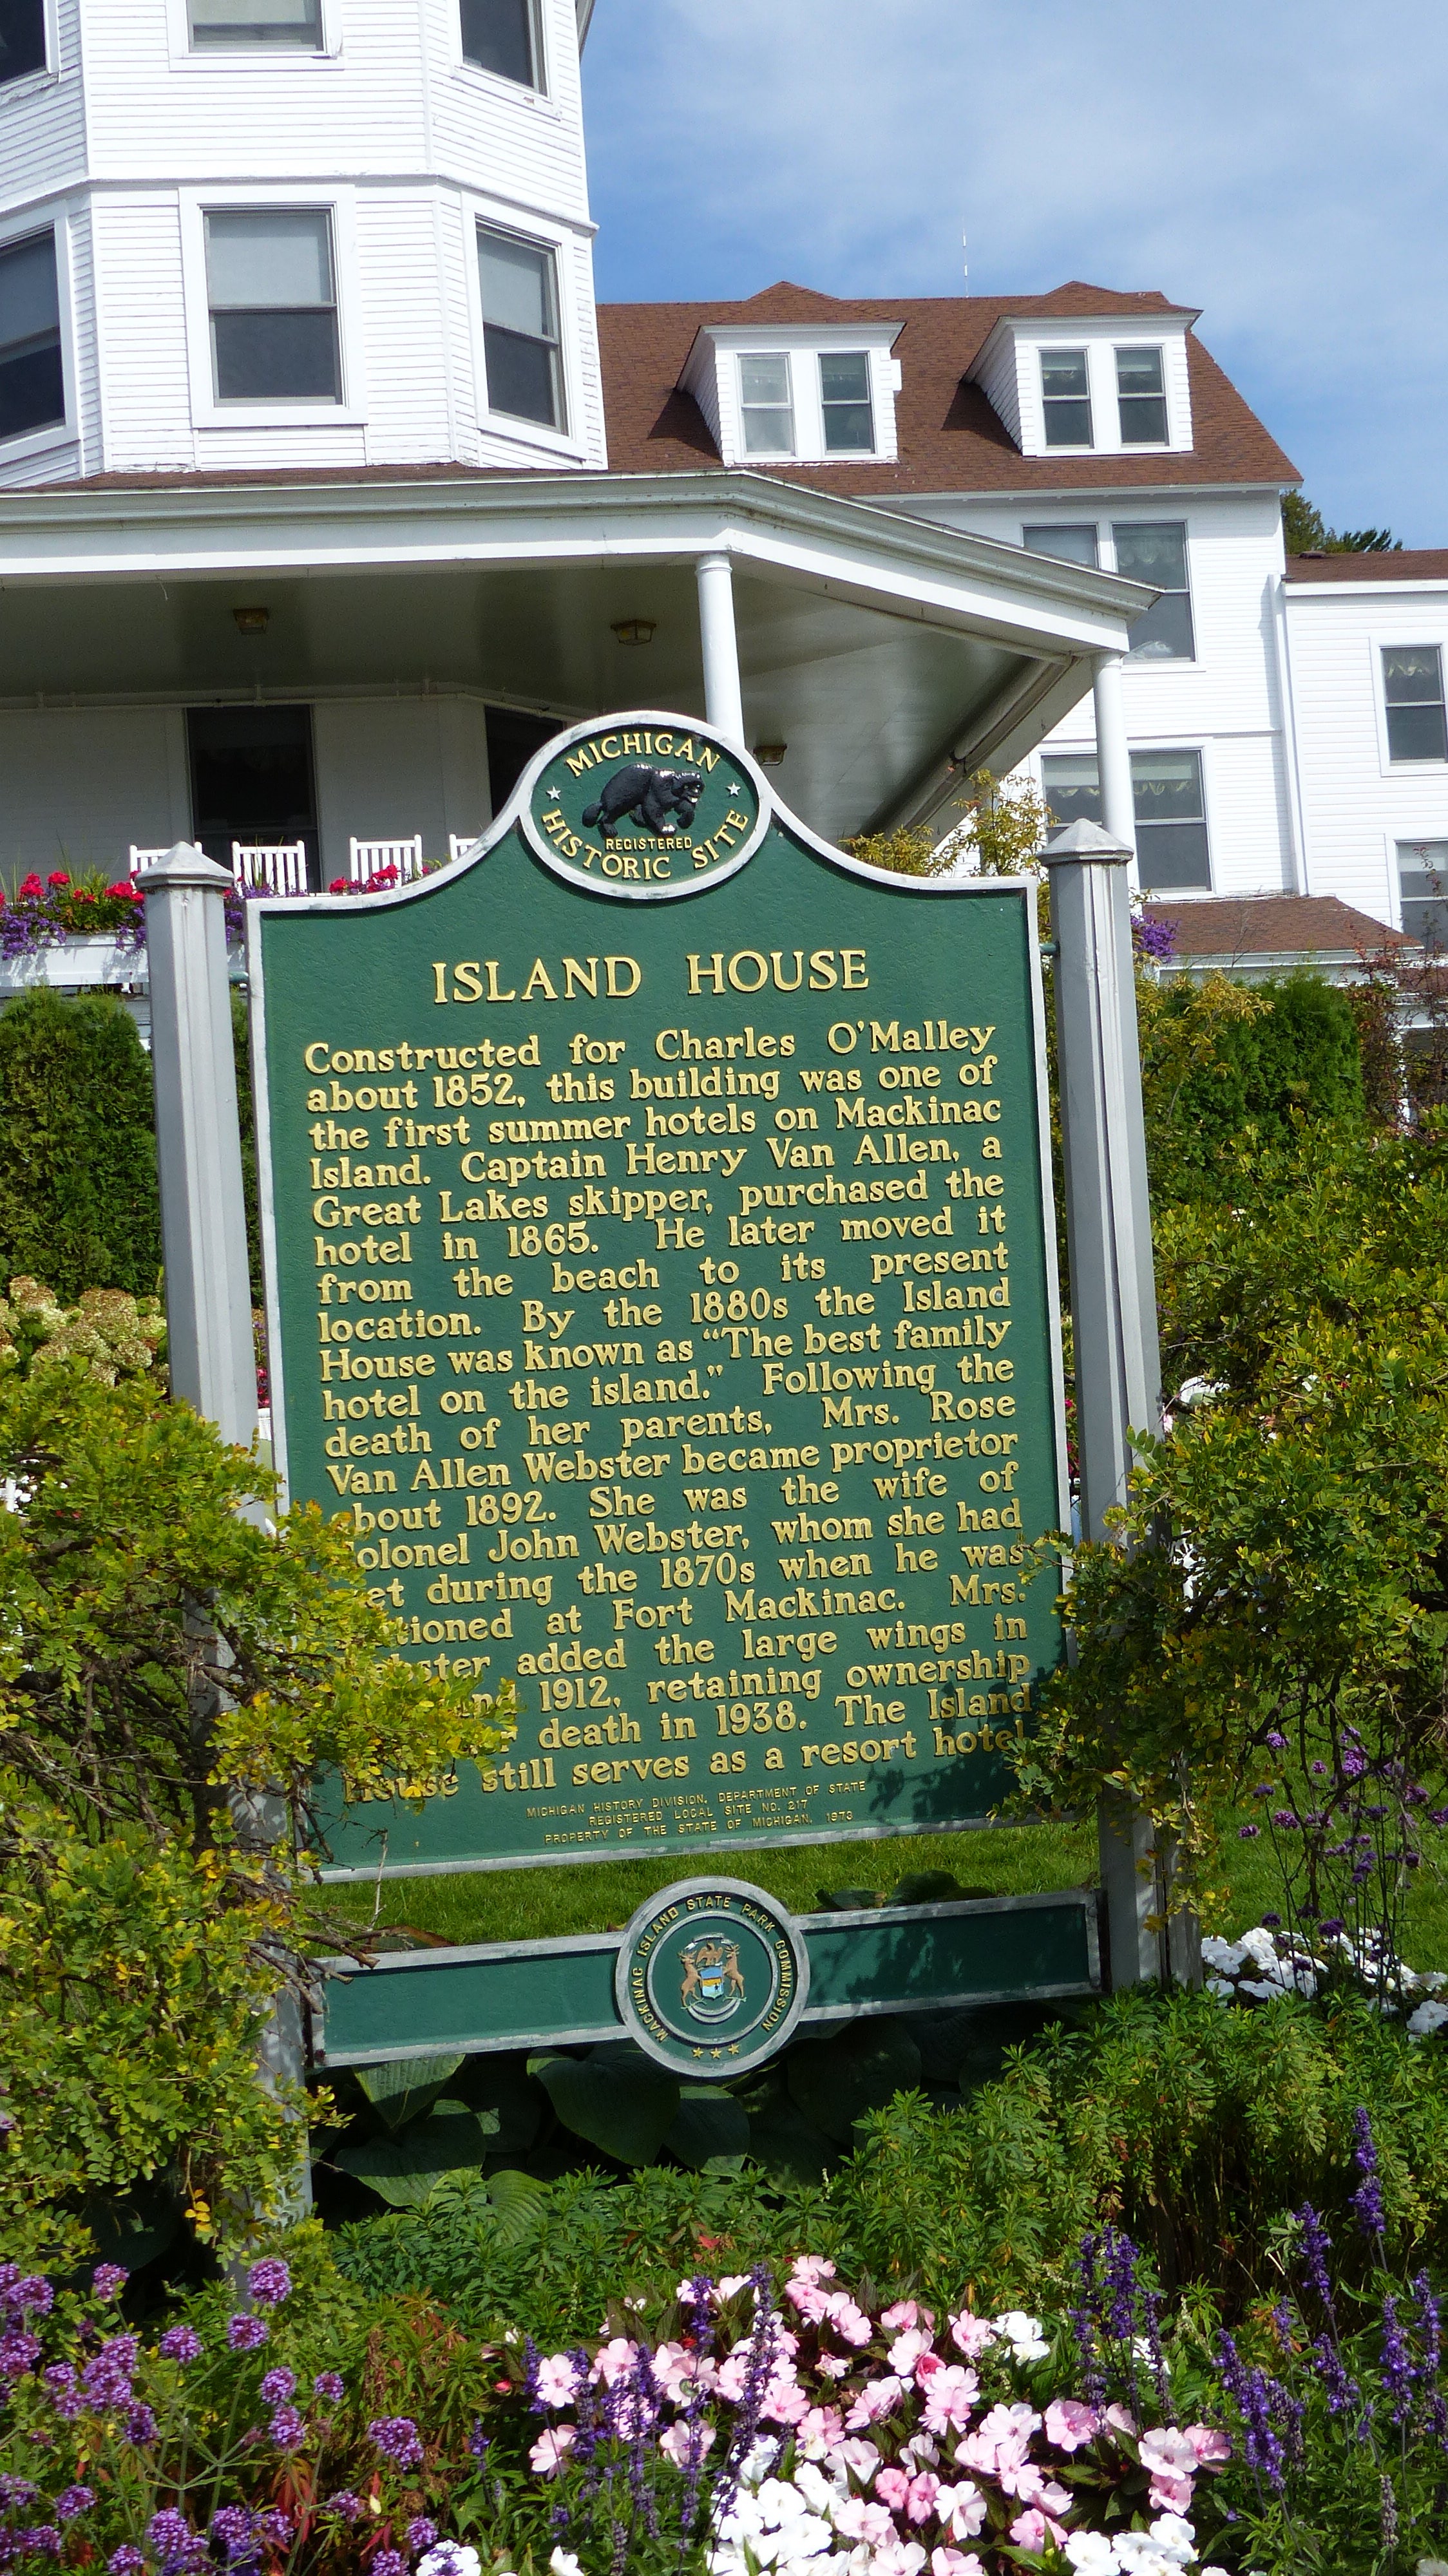 MICHIGAN
REGISTERED
HISTORIC SITE
ISLAND HOUSE
Constructed for Charles O'Malley
about 1852, this building was one of
the first summer hotels on Mackinac
Island. Captain Henry Van Allen, a
Great Lakes skipper, purchased the
hotel in 1865. He later moved it
from the beach to its present
location. By the 1880s the Island
House was known as “The best family
hotel on the island.” Following the
death of her parents, Mrs. Rose
Van Allen Webster became proprietor
about 1892. She was the wife of
Colonel John Webster, whom she had
met during the 1870s when he was
stationed at Fort Mackinac. Mrs.
Webster added the large wings in
and 1912, retaining ownership
death in 1938. The Island
House still serves as a resort hotel
MICHIGAN HISTORY DIVISION, DEPARTMENT OF STATE
REGISTERED LOCAL SITE NO. 217
PROPERTY OF THE STATE OF MICHIGAN, 1973
MACKINAC ISLAND STATE PARK COMMISSION